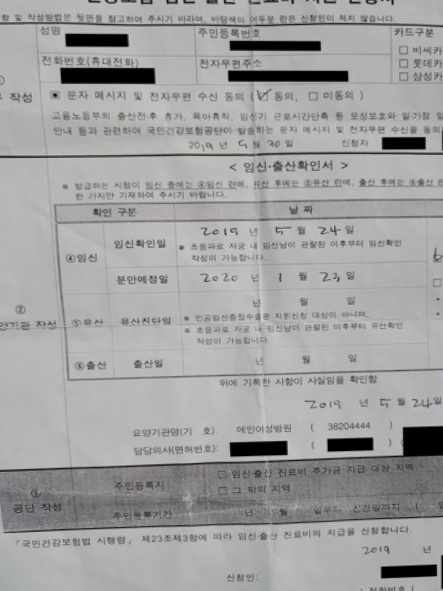 항 및 작성방법은 뒷면을 참고하여 주시기 바라며, 바탕색이 어두운 란은 신청인이 적지 않습니다.
성명 주민등록번호 카드구분
전화번호(휴대전화) 전자우편주소
□ 비씨카
□ 롯데카
□ 삼성카
작성
문자 메시지 및 전자우편 수신 동의 (☑ 동의, □ 미동의)
고용노동부의 출산전후 휴가, 육아휴직, 임신기 근로시간단축 등 모성보호와 일가정 양
안내 등과 관련하여 국민건강보험공단이 발송하는 문자 메시지 및 전자우편 수신을 동의
2019 년 5 월 30 일 신청자
< 임신·출산확인서 >
※ 발급하는 시점이 임신 중에는 ④임신 란에, 유산 후에는 ⑤유산 란에, 출산 후에는 ⑥출산 란
한 가지만 기재하여 주시기 바랍니다.
확인 구분 날 짜
④임신 임신확인일 2019 년 5 월 24 일
※ 초음파로 자궁 내 임신낭이 관찰된 이후부터 임신확인
작성이 가능합니다.
분만예정일 2020 년 1 월 23 일
②
양기관 작성
⑤유산 유산진단일 년 월 일
※ 인공임신중절수술은 지원신청 대상이 아니며,
※ 초음파로 자궁 내 임신낭이 관찰된 이후부터 유산확인
작성이 가능합니다.
⑥출산 출산일 년 월 일
위에 기록한 사항이 사실임을 확인함
2019 년 5 월 24 일
요양기관명(기 호): 예인여성병원 ( 38204444 )
담당의사(면허번호): ( )
③
공단 작성
주민등록지 □ 임신·출산 진료비 추가금 지급 대상 지역
□ 그 밖의 지역
주민등록기간 년 월 일부터 신청일까지 (
「국민건강보험법 시행령」 제23조제3항에 따라 임신·출산 진료비의 지급을 신청합니다.
2019 년
신청인: